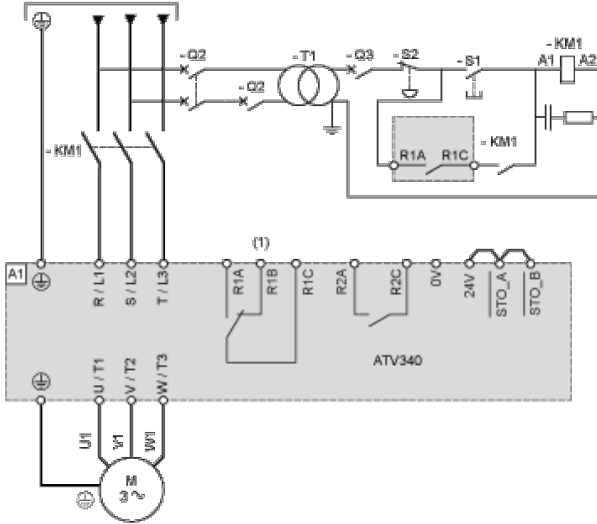 - Q2
- T1
- Q3
- S2
- S1
- KM1
A1
A2
- Q2
R1A
R1C
- KM1
- KM1
(1)
A1
R / L1
S / L2
T / L3
R1A
R1B
R1C
R2A
R2C
0V
24V
STO_A
STO_B
ATV340
U / T1
V / T2
W / T3
U1
V1
W1
M
3 ~